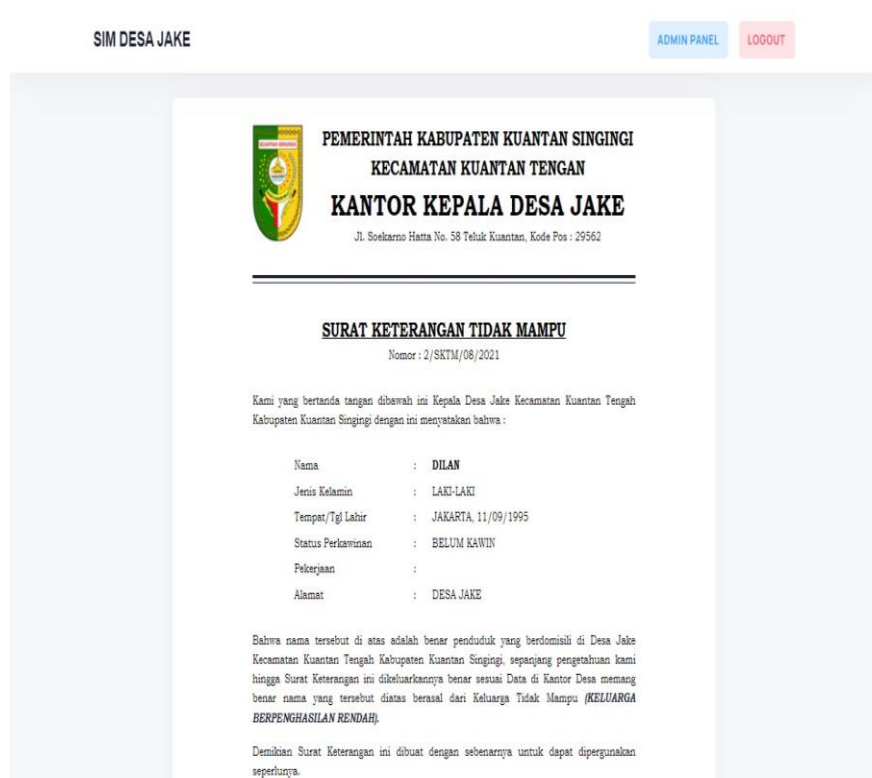 SIM DESA JAKE
ADMIN PANEL
LOGOUT
PEMERINTAH KABUPATEN KUANTAN SINGINGI
KECAMATAN KUANTAN TENGAN
KANTOR KEPALA DESA JAKE
Jl. Soekarno Hatta No. 58 Teluk Kuantan, Kode Pos : 29562
SURAT KETERANGAN TIDAK MAMPU
Nomor : 2/SKTM/08/2021
Kami yang bertanda tangan dibawah ini Kepala Desa Jake Kecamatan Kuantan Tengah
Kabupaten Kuantan Singingi dengan ini menyatakan bahwa :
Nama : DILAN
Jenis Kelamin : LAKI-LAKI
Tempat/Tgl Lahir : JAKARTA, 11/09/1995
Status Perkawinan : BELUM KAWIN
Pekerjaan :
Alamat : DESA JAKE
Bahwa nama tersebut di atas adalah benar penduduk yang berdomisili di Desa Jake
Kecamatan Kuantan Tengah Kabupaten Kuantan Singingi, sepanjang pengetahuan kami
hingga Surat Keterangan ini dikeluarkannya benar sesuai Data di Kantor Desa memang
benar nama yang tersebut diatas berasal dari Keluarga Tidak Mampu (KELUARGA
BERPENGHASILAN RENDAH).
Demikian Surat Keterangan ini dibuat dengan sebenarnya untuk dapat dipergunakan
seperlunya.